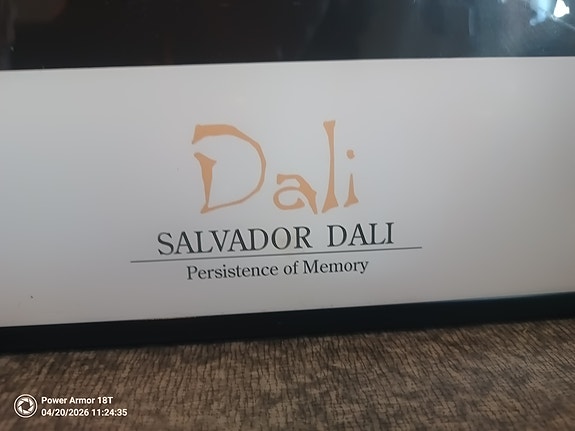 Dali
SALVADOR DALI
Persistence of Memory
Power Armor 18T
04/20/2026 11:24:35